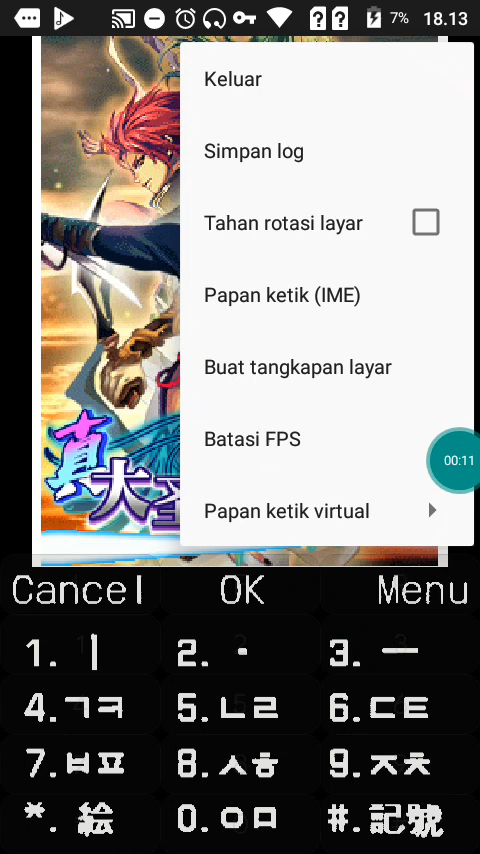 7% 18.13
Keluar
Simpan log
Tahan rotasi layar
Papan ketik (IME)
Buat tangkapan layar
Batasi FPS
00:11
Papan ketik virtual
真
大聖
Cancel OK Menu
1. ㅣ 2. · 3. ㅡ
4.ㄱㅋ 5.ㄴㄹ 6.ㄷㅌ
7.ㅂㅍ 8.ㅅㅎ 9.ㅈㅊ
*. 絵 0.ㅇㅁ #.記號